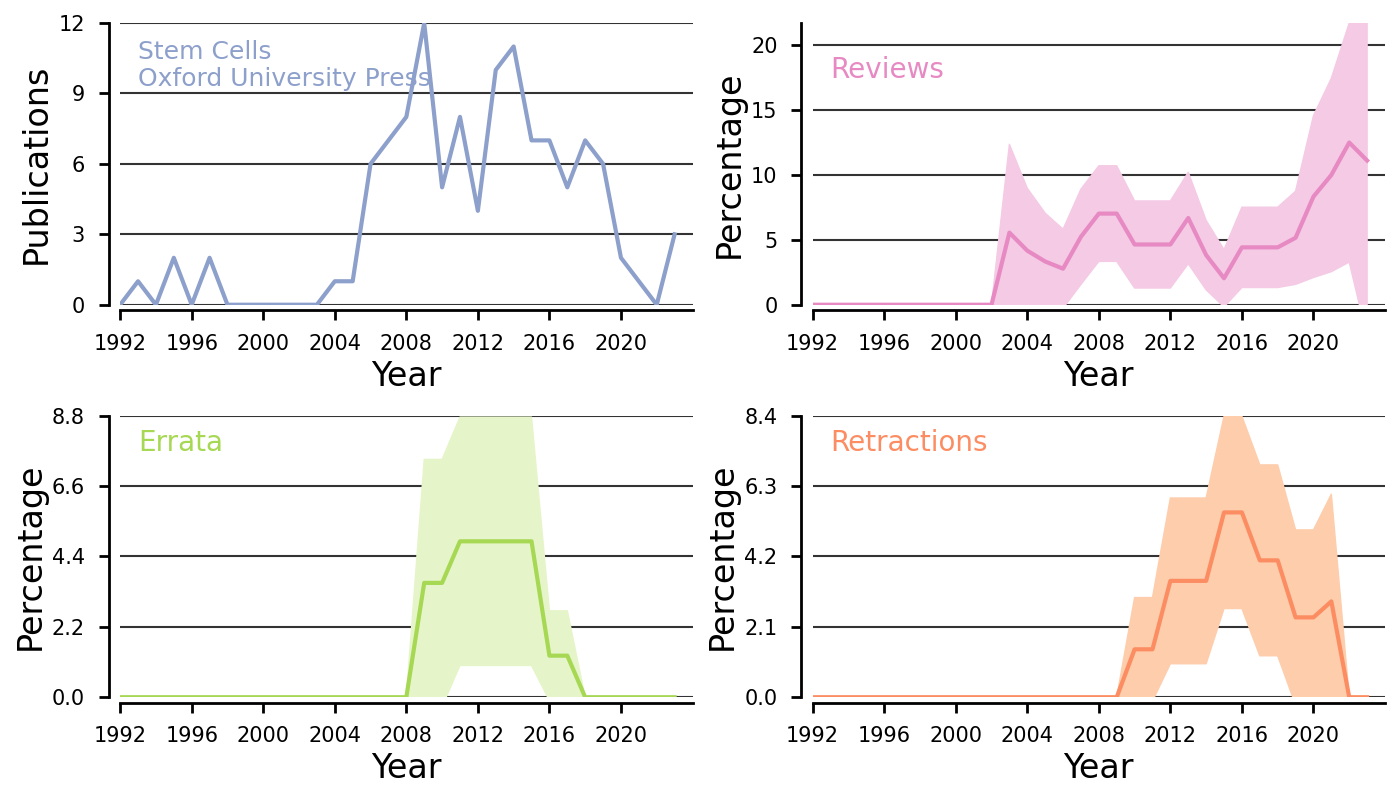 12
9
6
3
0
Publications
Stem Cells
Oxford University Press
1992 1996 2000 2004 2008 2012 2016 2020
Year
20
15
10
5
0
Percentage
Reviews
1992 1996 2000 2004 2008 2012 2016 2020
Year
8.8
6.6
4.4
2.2
0.0
Percentage
Errata
1992 1996 2000 2004 2008 2012 2016 2020
Year
8.4
6.3
4.2
2.1
0.0
Percentage
Retractions
1992 1996 2000 2004 2008 2012 2016 2020
Year